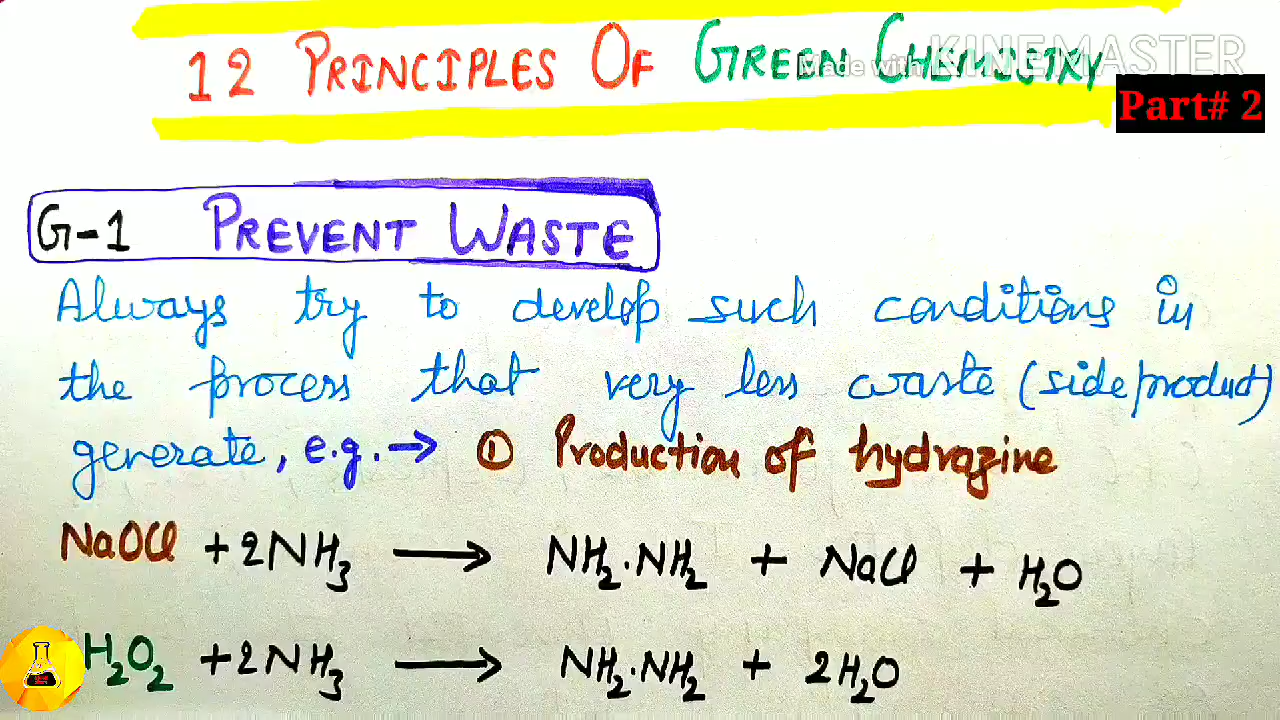 12 PRINCIPLES OF GREEN CHEMISTRY
Made with KINEMASTER
Part# 2
G-1 PREVENT WASTE
Always try to develop such conditions in
the process that very less waste (side product)
generate, e.g. → ① Production of hydrazine
NaOCl + 2NH₃ ⟶ NH₂.NH₂ + NaCl + H₂O
H₂O₂ + 2NH₃ ⟶ NH₂.NH₂ + 2H₂O